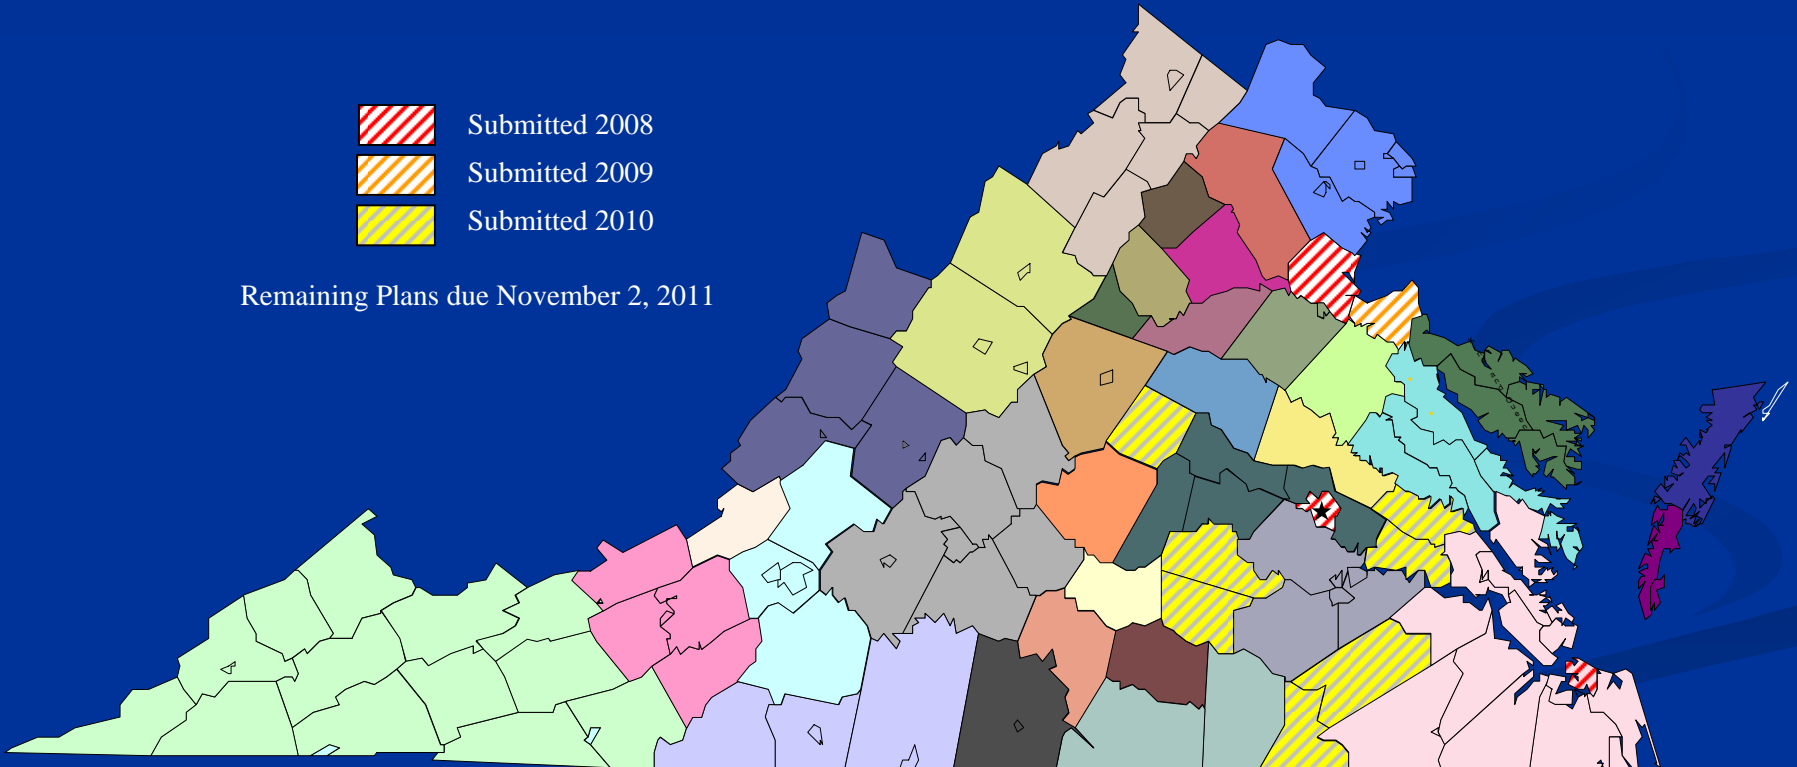 Submitted 2008
Submitted 2009
Submitted 2010
Remaining Plans due November 2, 2011